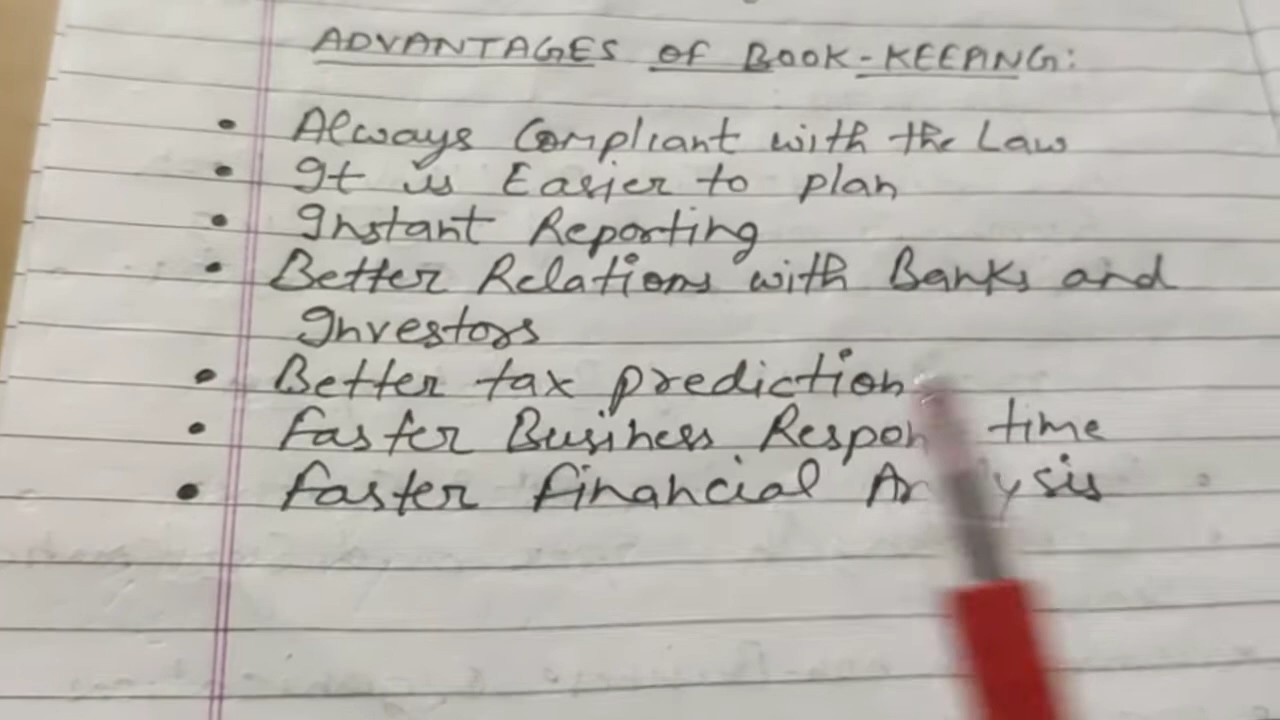 ADVANTAGES OF BOOK-KEEPING:
• Always Compliant with the Law
• It is Easier to plan
• Instant Reporting
• Better Relations with Banks and
Investors
• Better tax prediction
• Faster Business time
• Faster financial